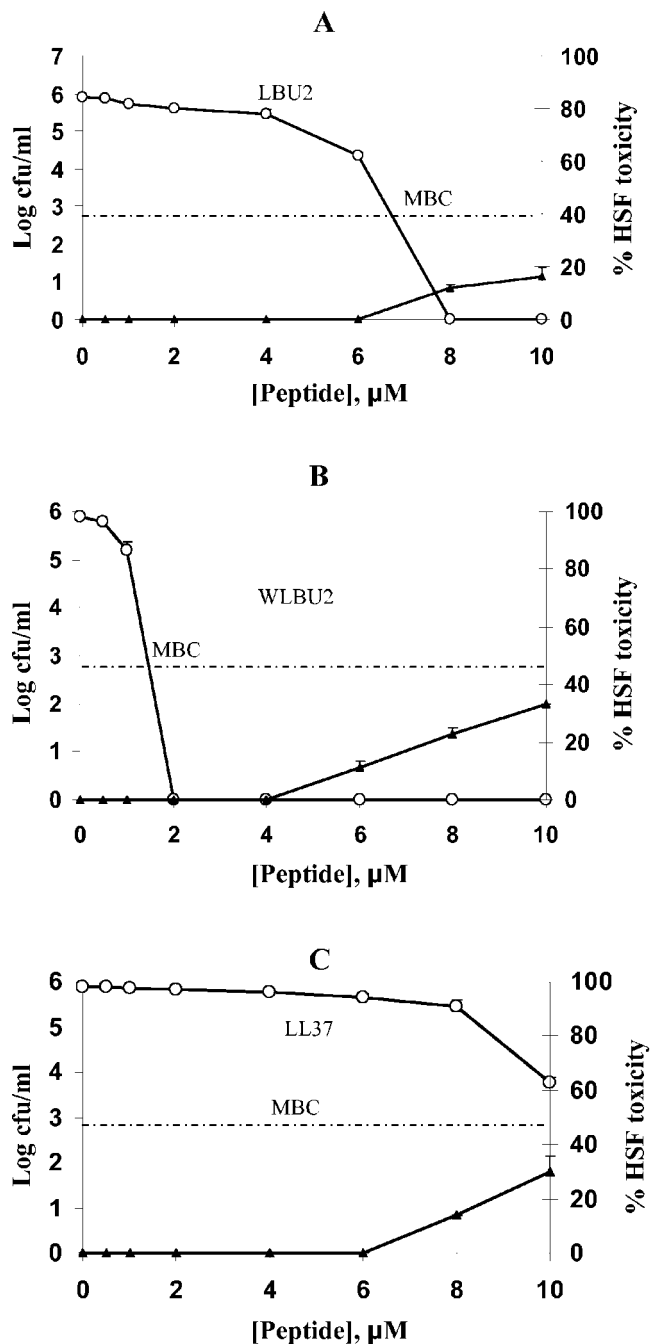 A
7
6
5
4
3
2
1
0
Log cfu/ml
100
80
60
40
20
0
% HSF toxicity
LBU2
MBC
0 2 4 6 8 10
[Peptide], µM
B
6
5
4
3
2
1
0
Log cfu/ml
100
80
60
40
20
0
% HSF toxicity
WLBU2
MBC
0 2 4 6 8 10
[Peptide], µM
C
6
5
4
3
2
1
0
Log cfu/ml
100
80
60
40
20
0
% HSF toxicity
LL37
MBC
0 2 4 6 8 10
[Peptide], µM